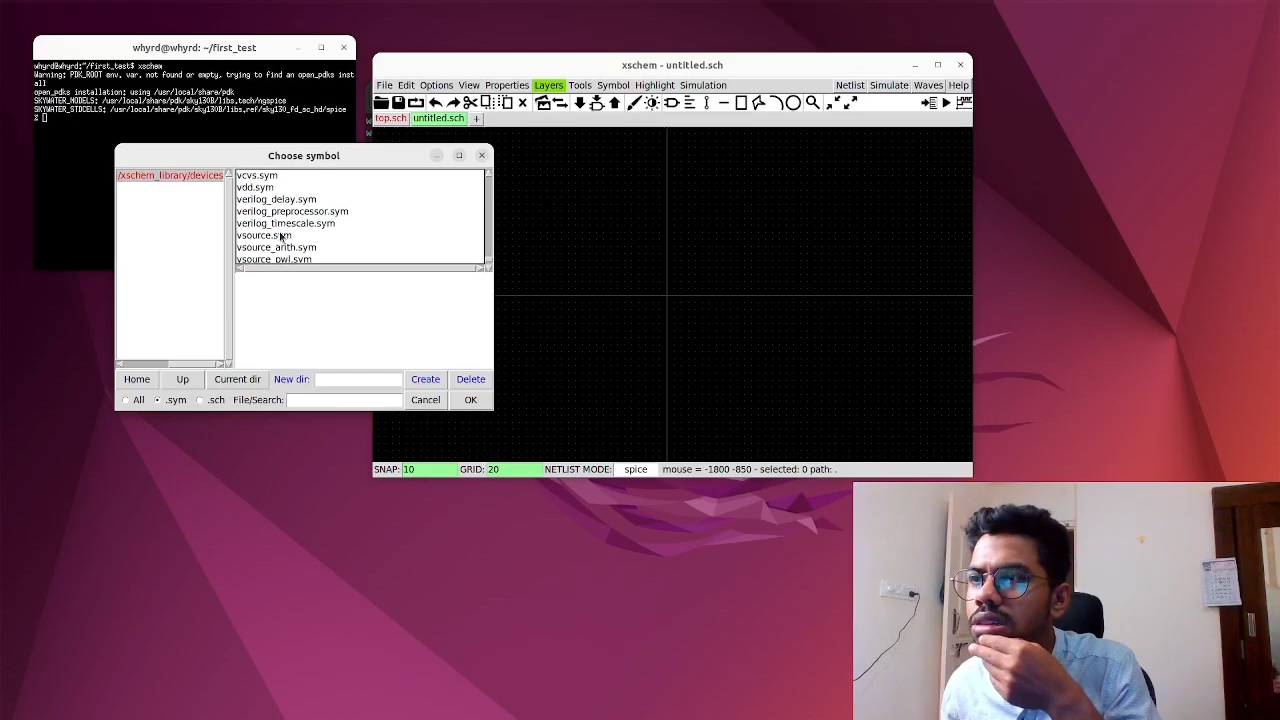 whyrd@whyrd: ~/first_test
whyrd@whyrd:~/first_test$ xschem
Warning: PDK_ROOT env. var. not found or empty, trying to find an open_pdks inst
all
open_pdks installation: using /usr/local/share/pdk
SKYWATER_MODELS: /usr/local/share/pdk/sky130B/libs.tech/ngspice
SKYWATER_STDCELLS: /usr/local/share/pdk/sky130B/libs.ref/sky130_fd_sc_hd/spice
%
xschem - untitled.sch
File Edit Options View Properties Layers Tools Symbol Highlight Simulation Netlist Simulate Waves Help
top.sch untitled.sch +
Choose symbol
/xschem_library/devices
vcvs.sym
vdd.sym
verilog_delay.sym
verilog_preprocessor.sym
verilog_timescale.sym
vsource.sym
vsource_arith.sym
vsource_pwl.sym
Home Up Current dir New dir: Create Delete
All .sym .sch File/Search: Cancel OK
SNAP: 10 GRID: 20 NETLIST MODE: spice mouse = -1800 -850 - selected: 0 path: .